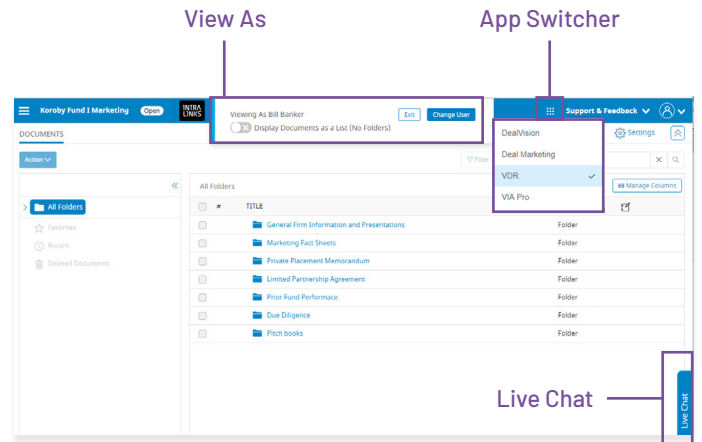 View As
App Switcher
Koroby Fund I Marketing
Open
INTRA
LINKS
Viewing As Bill Banker
Exit
Change User
Display Documents as a List (No Folders)
Support & Feedback
DOCUMENTS
DealVision
Settings
Action
Filter
Deal Marketing
All Folders
VDR
Manage Columns
VIA Pro
All Folders
#
TITLE
Favorites
General Firm Information and Presentations
Folder
Recent
Marketing Fact Sheets
Folder
Deleted Documents
Private Placement Memorandum
Folder
Limited Partnership Agreement
Folder
Prior Fund Performace
Folder
Due Diligence
Folder
Pitch books
Folder
Live Chat
Live Chat